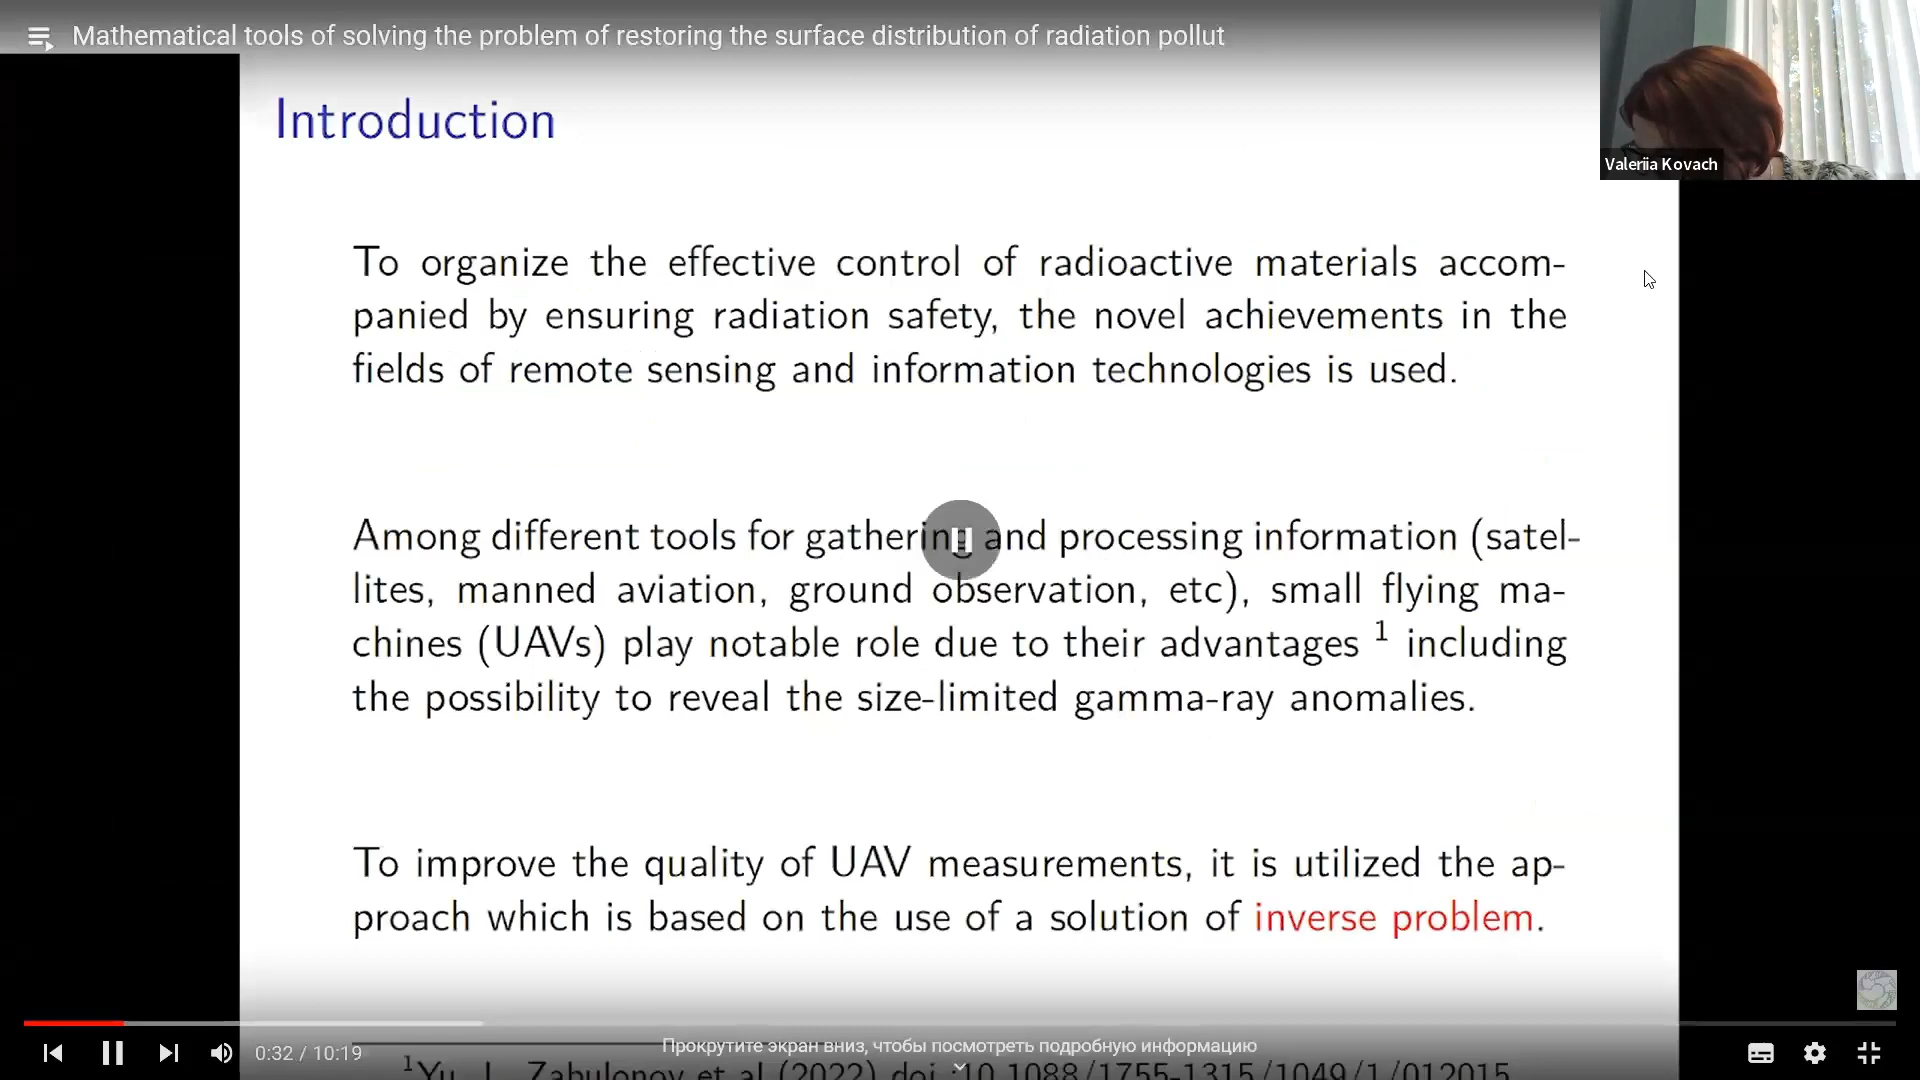 Mathematical tools of solving the problem of restoring the surface distribution of radiation pollut
Valeriia Kovach
Introduction
To organize the effective control of radioactive materials accom-
panied by ensuring radiation safety, the novel achievements in the
fields of remote sensing and information technologies is used.
Among different tools for gathering and processing information (satel-
lites, manned aviation, ground observation, etc), small flying ma-
chines (UAVs) play notable role due to their advantages 1 including
the possibility to reveal the size-limited gamma-ray anomalies.
To improve the quality of UAV measurements, it is utilized the ap-
proach which is based on the use of a solution of inverse problem.
0:32 / 10:19
Прокрутите экран вниз, чтобы посмотреть подробную информацию
1Yu. L. Zabulonov et al (2022) doi :10.1088/1755-1315/1049/1/012015